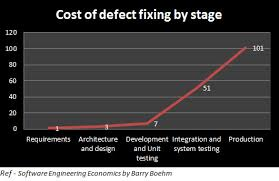 Cost of defect fixing by stage
120
100
80
60
40
20
0
1
3
7
51
101
Requirements
Architecture and design
Development and Unit testing
Integration and system testing
Production
Ref - Software Engineering Economics by Barry Boehm